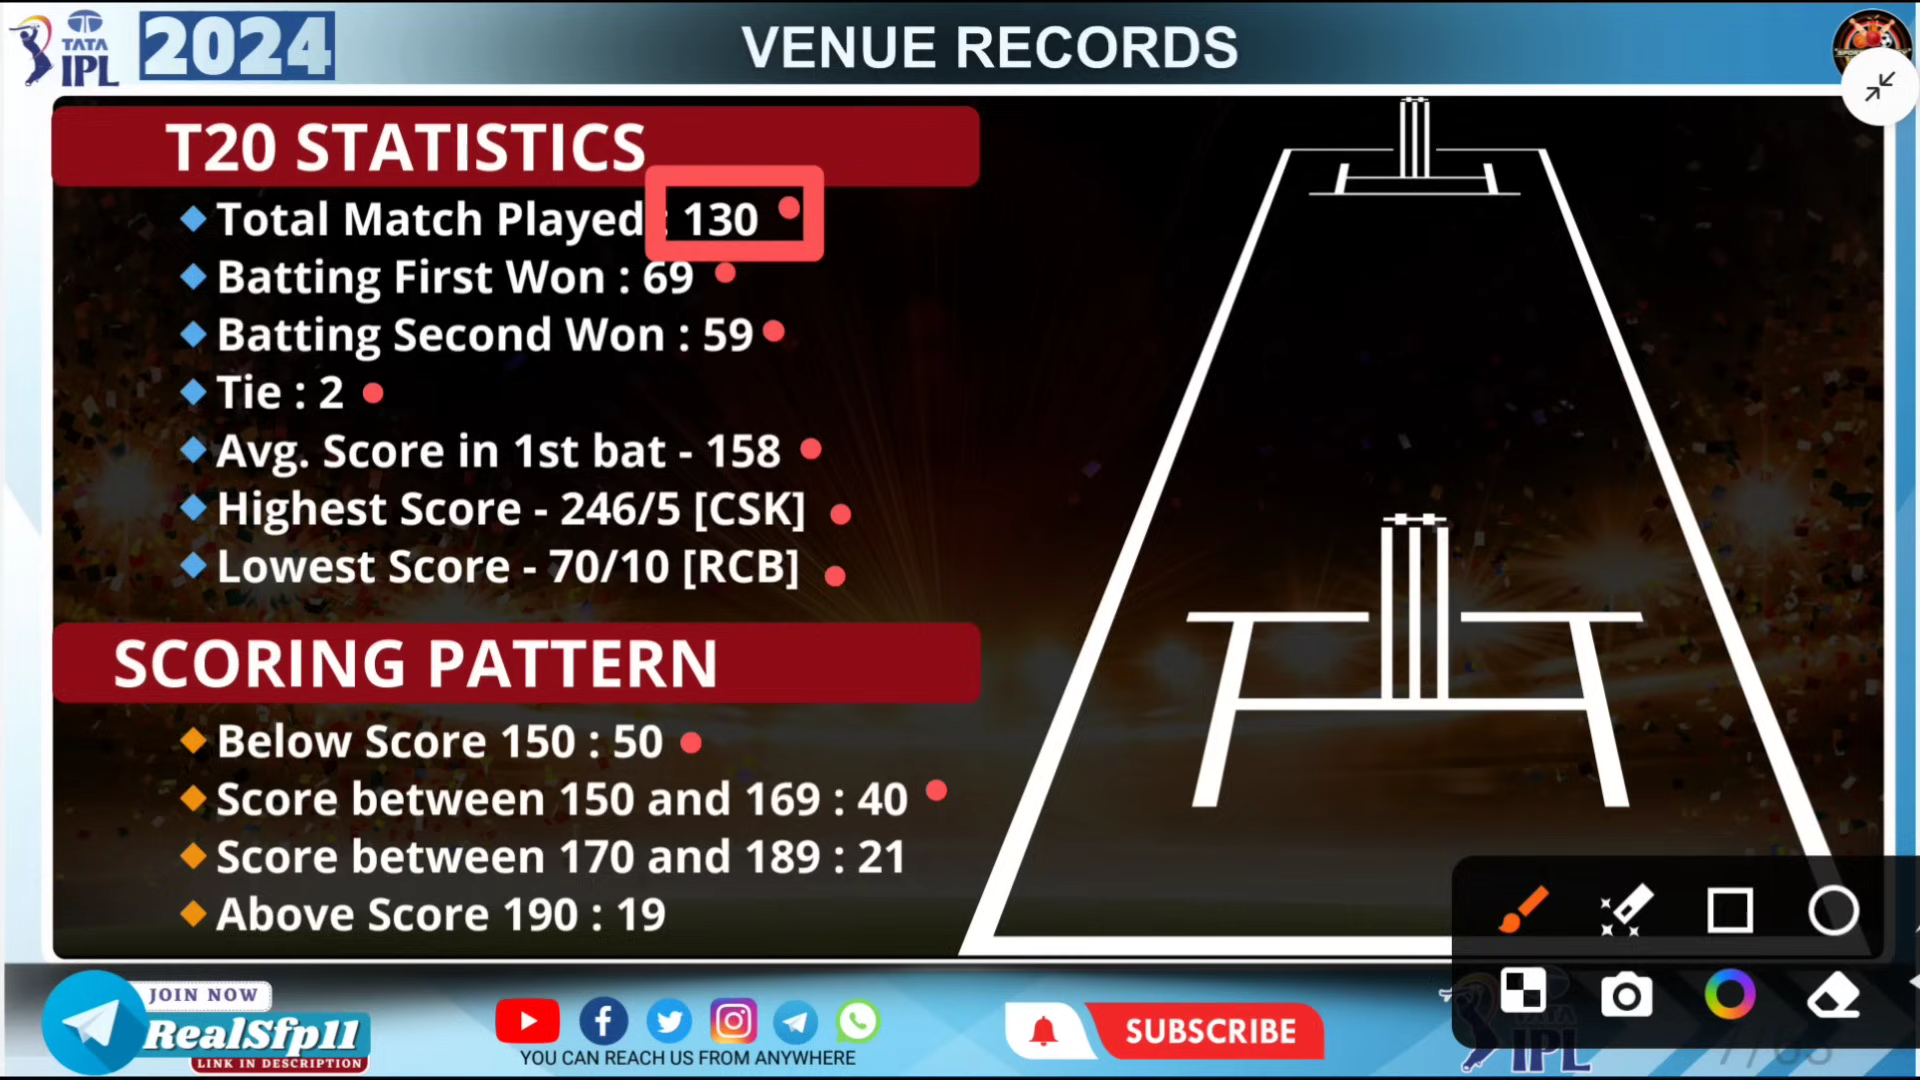 TATA
IPL
2024
VENUE RECORDS
T20 STATISTICS
Total Match Played : 130
Batting First Won : 69
Batting Second Won : 59
Tie : 2
Avg. Score in 1st bat - 158
Highest Score - 246/5 [CSK]
Lowest Score - 70/10 [RCB]
SCORING PATTERN
Below Score 150 : 50
Score between 150 and 169 : 40
Score between 170 and 189 : 21
Above Score 190 : 19
JOIN NOW
RealSfp11
LINK IN DESCRIPTION
YOU CAN REACH US FROM ANYWHERE
SUBSCRIBE
IPL